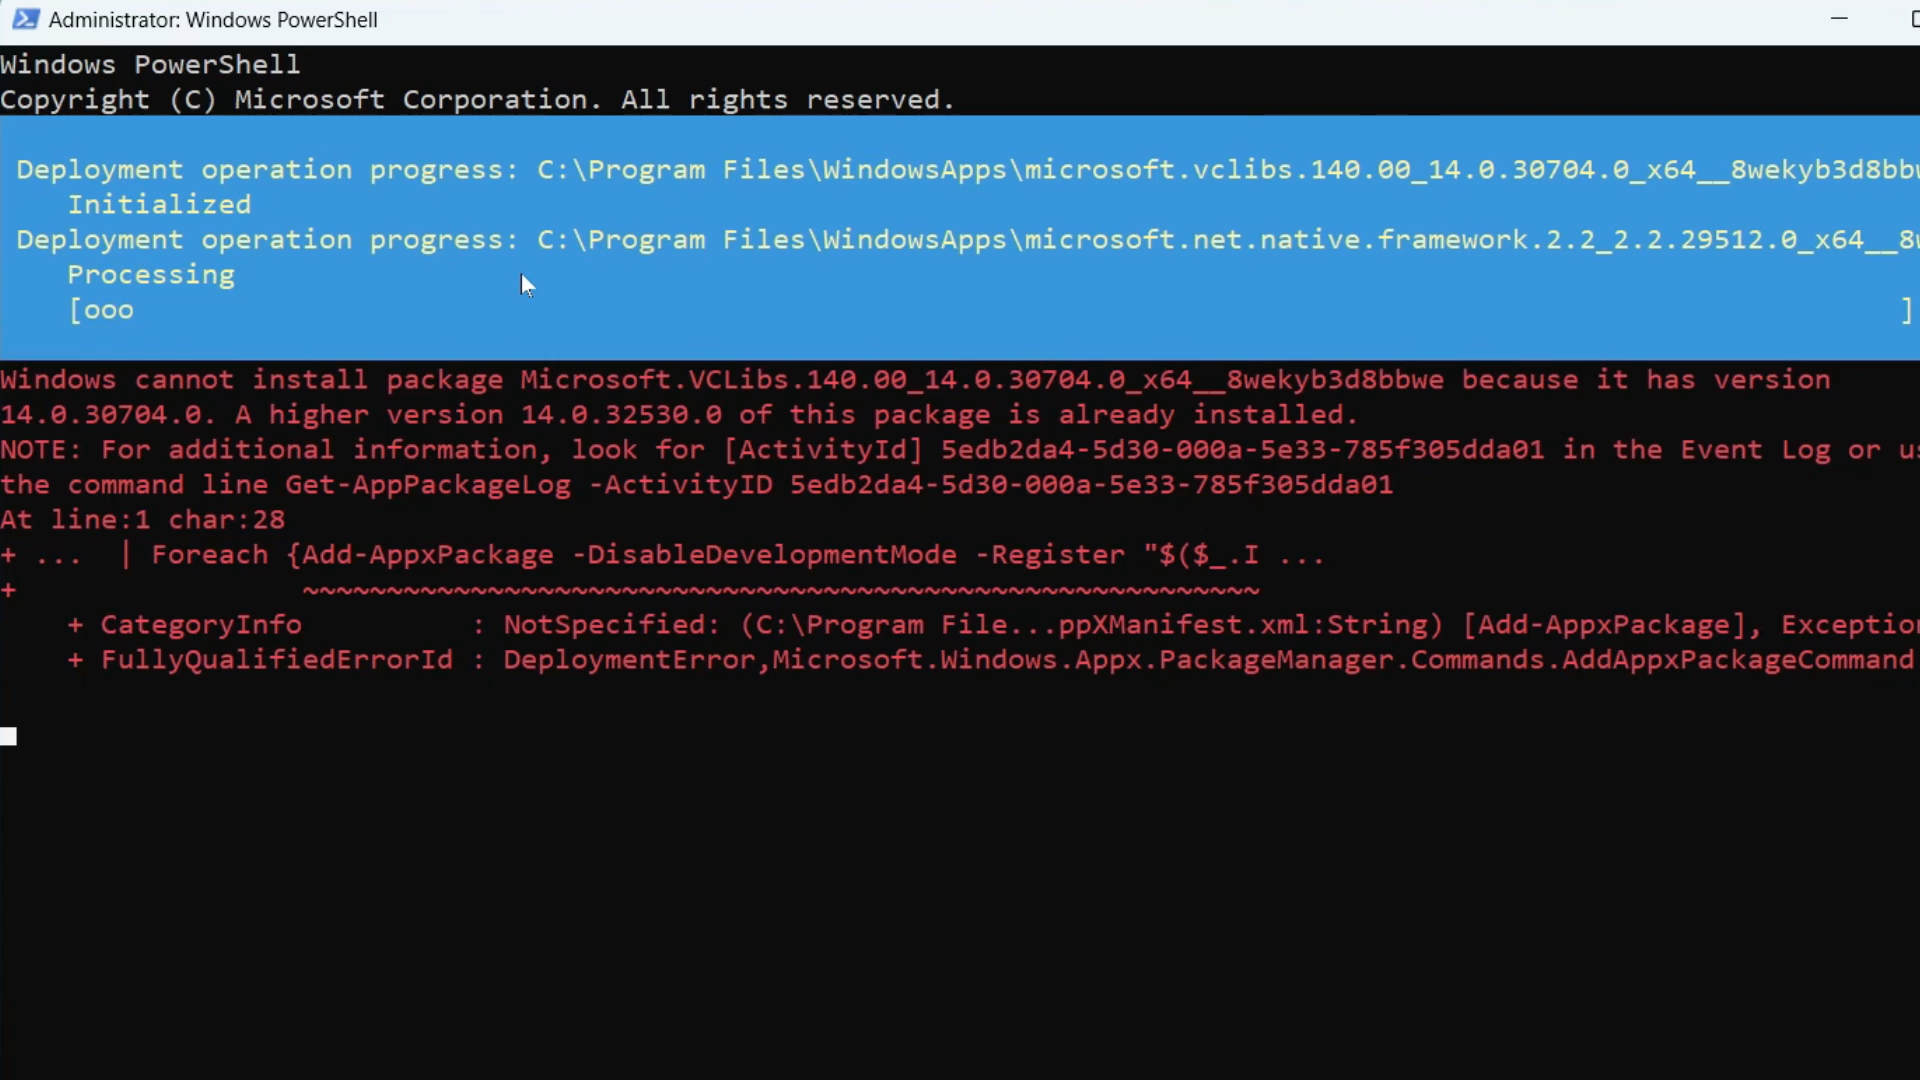 Administrator: Windows PowerShell
Windows PowerShell
Copyright (C) Microsoft Corporation. All rights reserved.
Deployment operation progress: C:\Program Files\WindowsApps\microsoft.vclibs.140.00_14.0.30704.0_x64__8wekyb3d8bbw
Initialized
Deployment operation progress: C:\Program Files\WindowsApps\microsoft.net.native.framework.2.2_2.2.29512.0_x64__8w
Processing
[ooo ]
Windows cannot install package Microsoft.VCLibs.140.00_14.0.30704.0_x64__8wekyb3d8bbwe because it has version
14.0.30704.0. A higher version 14.0.32530.0 of this package is already installed.
NOTE: For additional information, look for [ActivityId] 5edb2da4-5d30-000a-5e33-785f305dda01 in the Event Log or us
the command line Get-AppPackageLog -ActivityID 5edb2da4-5d30-000a-5e33-785f305dda01
At line:1 char:28
+ ... | Foreach {Add-AppxPackage -DisableDevelopmentMode -Register "$($_.I ...
+ ~~~~~~~~~~~~~~~~~~~~~~~~~~~~~~~~~~~~~~~~~~~~~~~~~~~~~~~~~
+ CategoryInfo : NotSpecified: (C:\Program File...ppXManifest.xml:String) [Add-AppxPackage], Exception
+ FullyQualifiedErrorId : DeploymentError,Microsoft.Windows.Appx.PackageManager.Commands.AddAppxPackageCommand